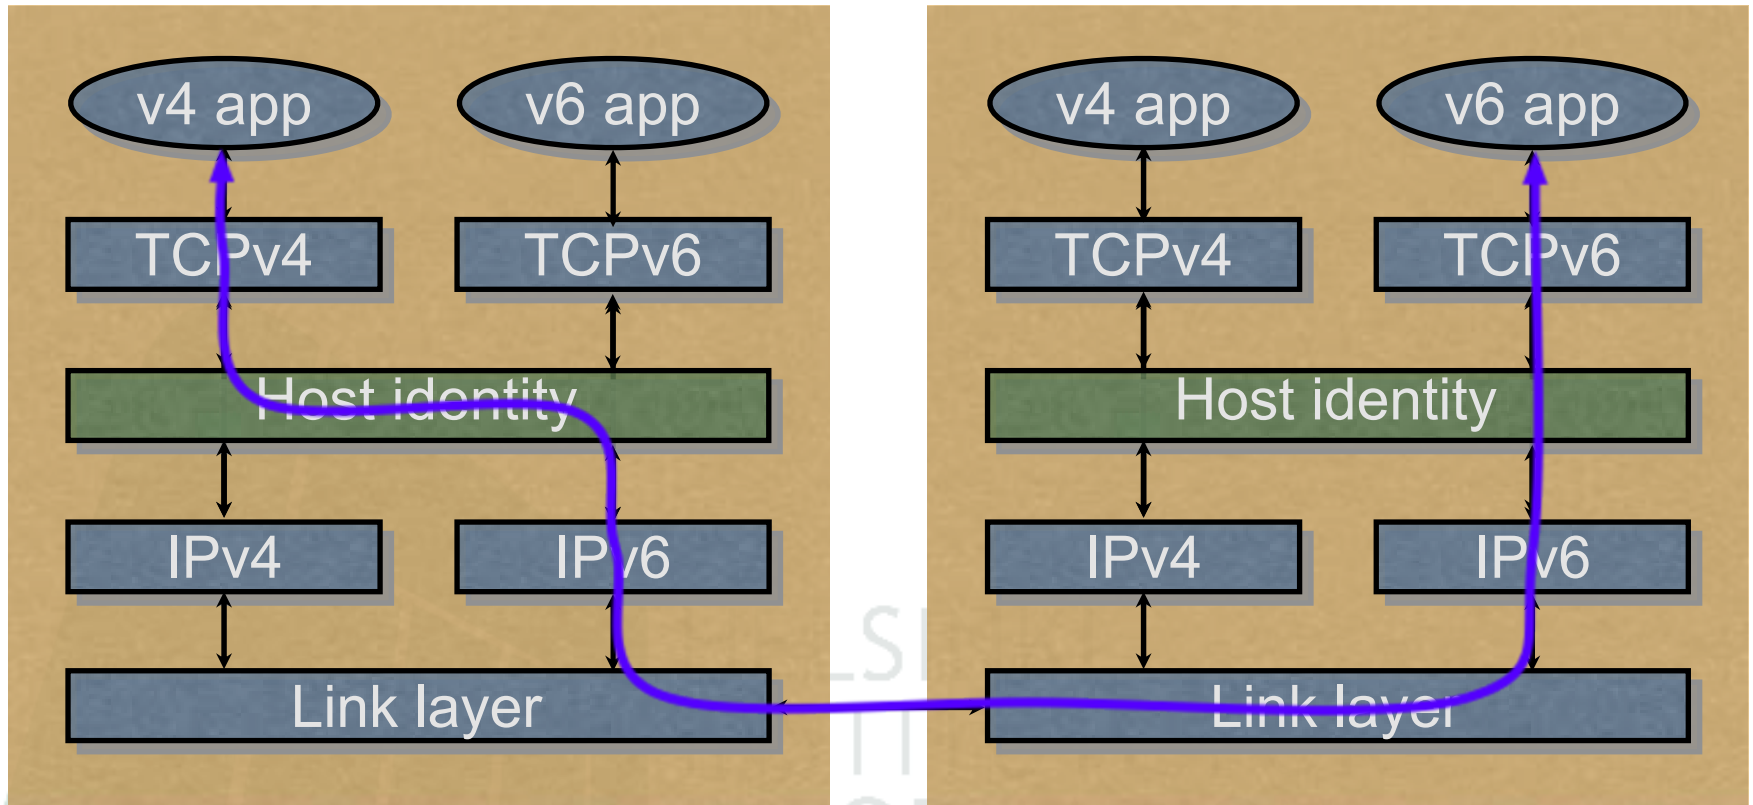 v4 app v6 app
TCPv4 TCPv6
Host identity
IPv4 IPv6
Link layer
v4 app v6 app
TCPv4 TCPv6
Host identity
IPv4 IPv6
Link layer